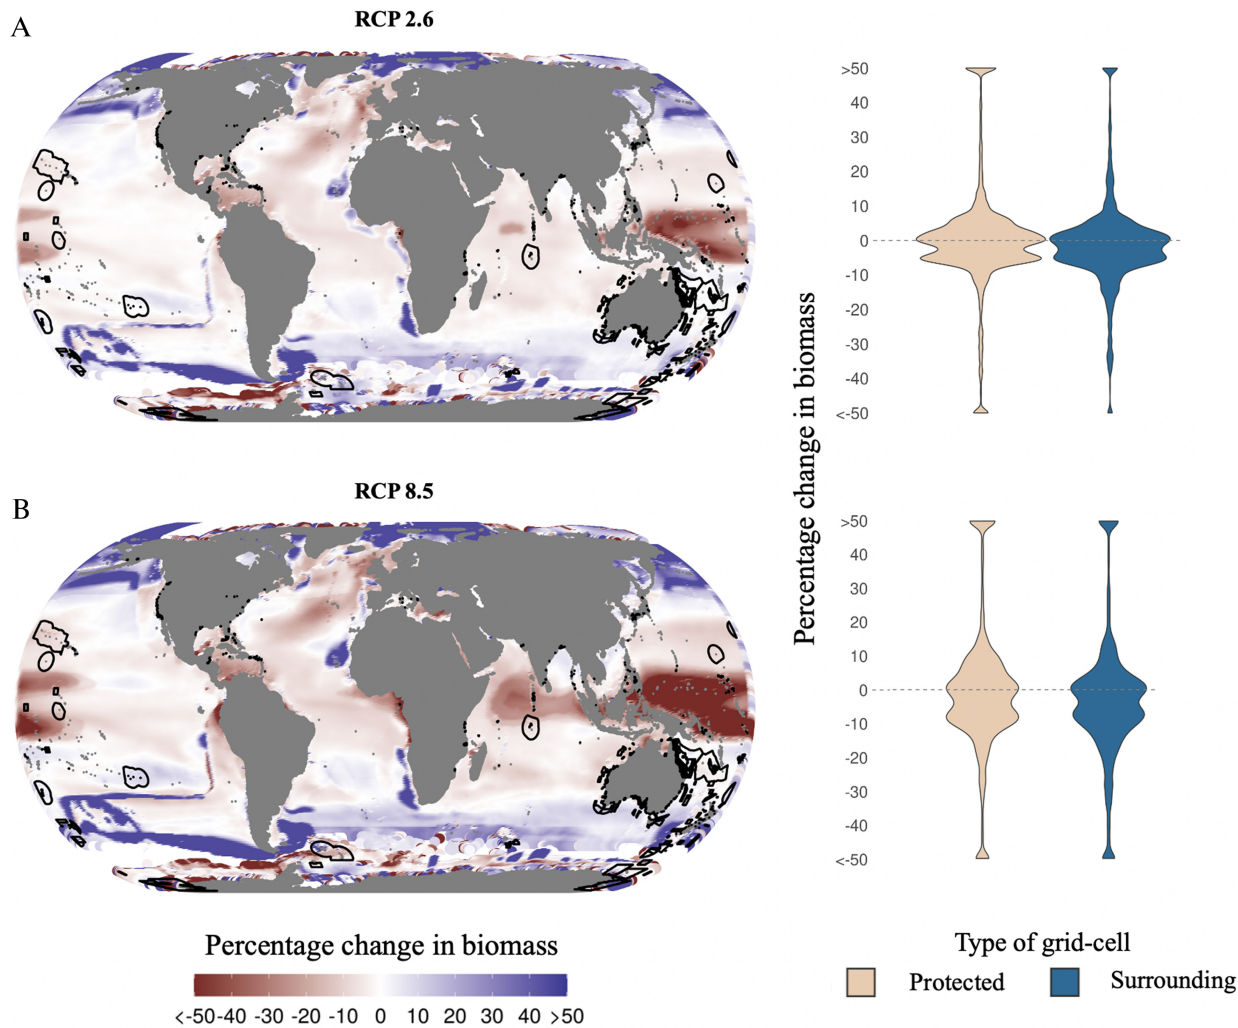 A
RCP 2.6
>50
40
30
20
10
0
-10
-20
-30
-40
<-50
Percentage change in biomass
B
RCP 8.5
>50
40
30
20
10
0
-10
-20
-30
-40
<-50
Percentage change in biomass
<-50 -40 -30 -20 -10 0 10 20 30 40 >50
Type of grid-cell
Protected Surrounding